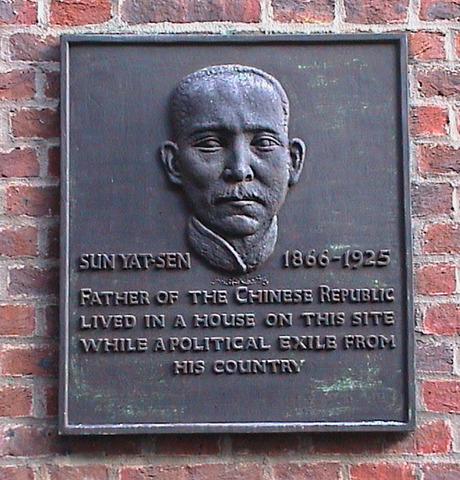 SUN YAT-SEN 1866-1925
FATHER OF THE CHINESE REPUBLIC
LIVED IN A HOUSE ON THIS SITE
WHILE A POLITICAL EXILE FROM
HIS COUNTRY